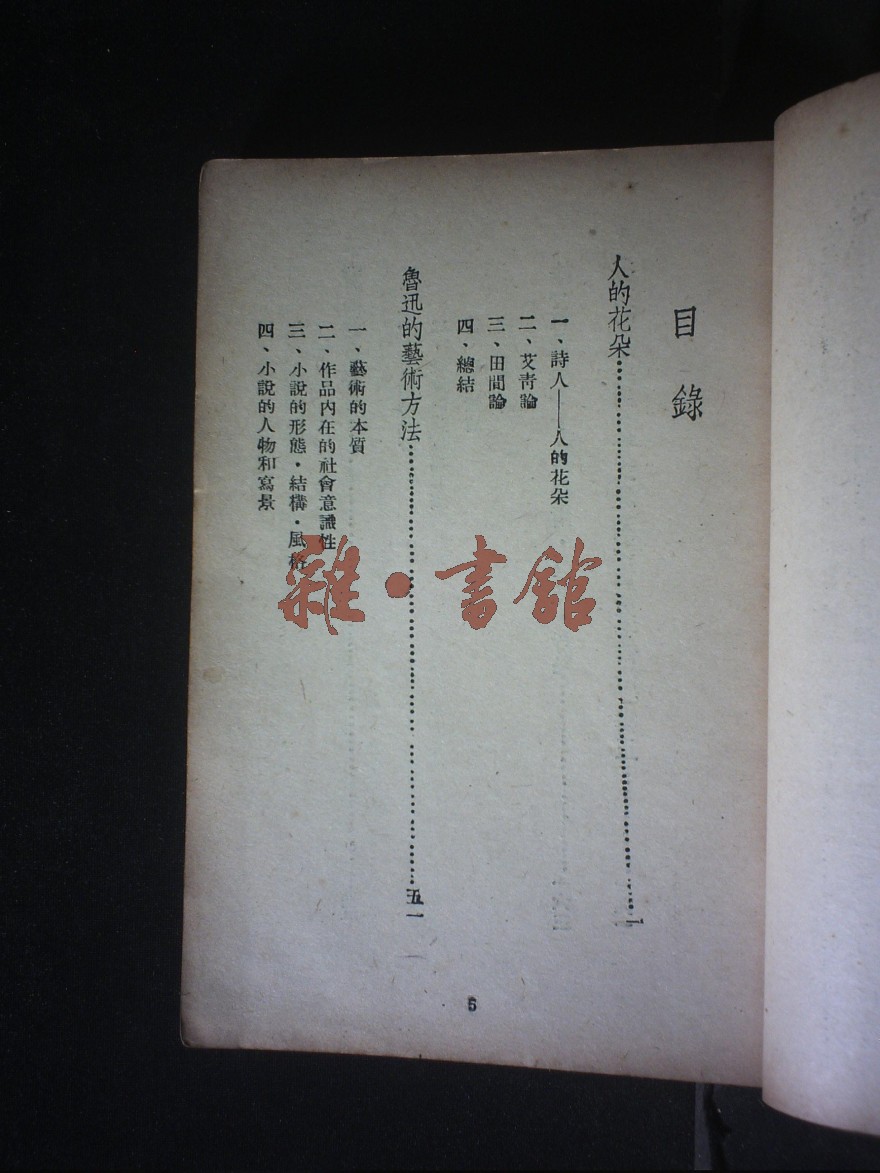 目錄
人的花朵……………………一
一、詩人——人的花朵
二、艾靑論
三、田間論
四、總結
魯迅的藝術方法……………………五一
一、藝術的本質
二、作品內在的社會意識性
三、小說的形態・結構・風格
四、小說的人物和寫景
雜・書館
5